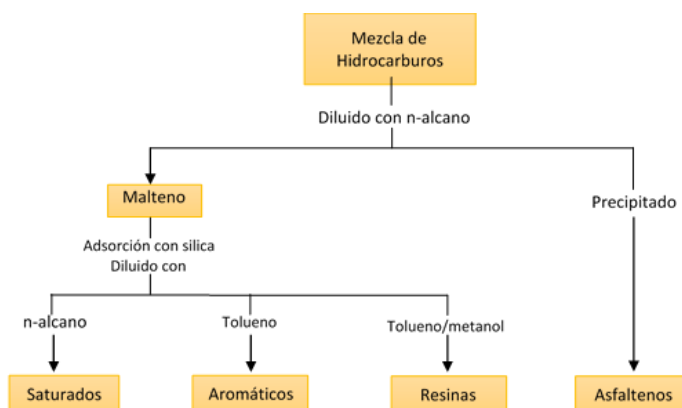 Mezcla de
Hidrocarburos
Diluido con n-alcano
Malteno
Precipitado
Adsorción con silica
Diluido con
n-alcano
Tolueno
Tolueno/metanol
Saturados
Aromáticos
Resinas
Asfaltenos